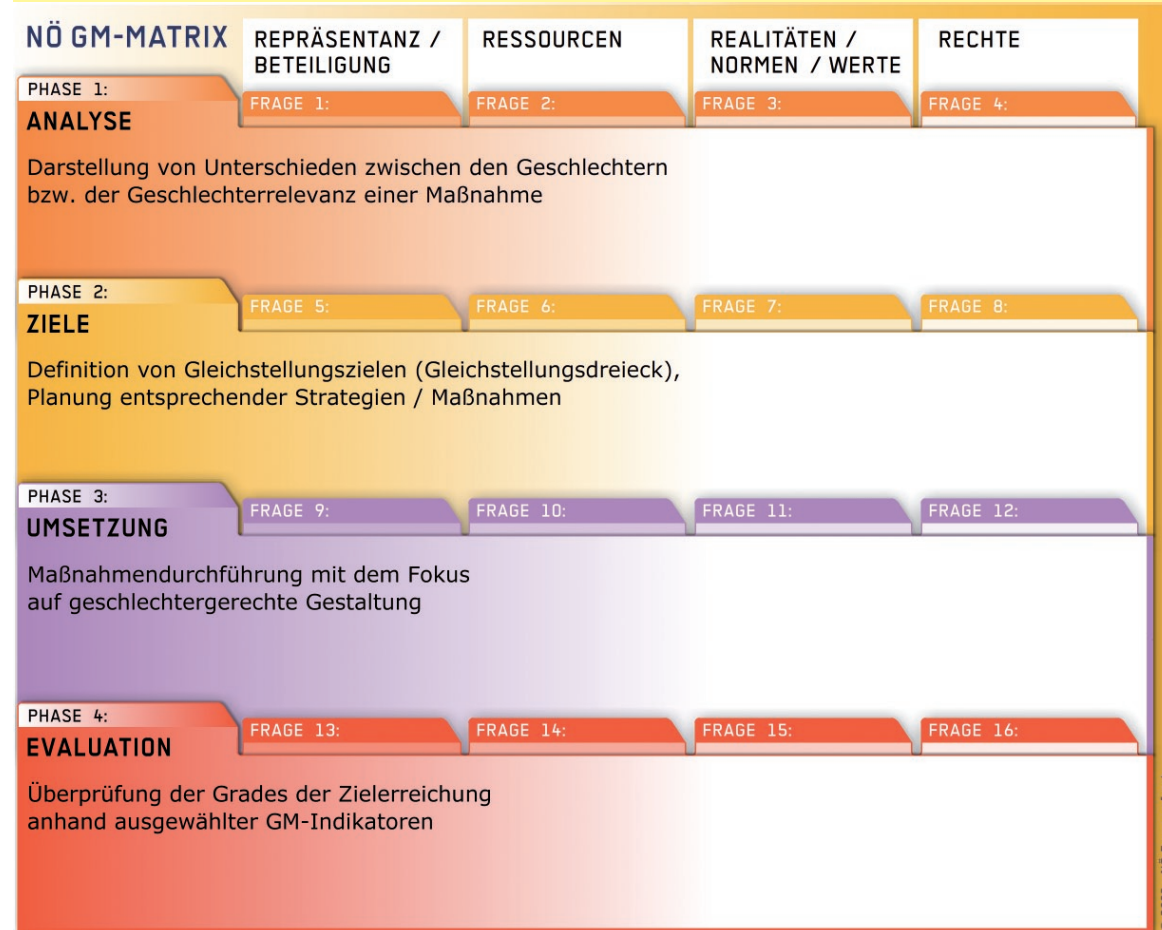 NÖ GM-MATRIX
REPRÄSENTANZ /
BETEILIGUNG
RESSOURCEN
REALITÄTEN /
NORMEN / WERTE
RECHTE
PHASE 1:
ANALYSE
FRAGE 1:
FRAGE 2:
FRAGE 3:
FRAGE 4:
Darstellung von Unterschieden zwischen den Geschlechtern
bzw. der Geschlechterrelevanz einer Maßnahme
PHASE 2:
ZIELE
FRAGE 5:
FRAGE 6:
FRAGE 7:
FRAGE 8:
Definition von Gleichstellungszielen (Gleichstellungsdreieck),
Planung entsprechender Strategien / Maßnahmen
PHASE 3:
UMSETZUNG
FRAGE 9:
FRAGE 10:
FRAGE 11:
FRAGE 12:
Maßnahmendurchführung mit dem Fokus
auf geschlechtergerechte Gestaltung
PHASE 4:
EVALUATION
FRAGE 13:
FRAGE 14:
FRAGE 15:
FRAGE 16:
Überprüfung der Grades der Zielerreichung
anhand ausgewählter GM-Indikatoren